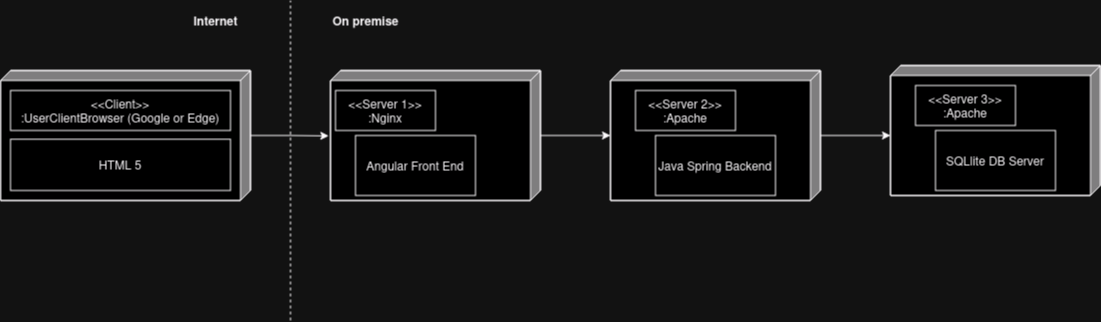 Internet
On premise
<<Client>>
:UserClientBrowser (Google or Edge)
HTML 5
<<Server 1>>
:Nginx
Angular Front End
<<Server 2>>
:Apache
Java Spring Backend
<<Server 3>>
:Apache
SQLlite DB Server